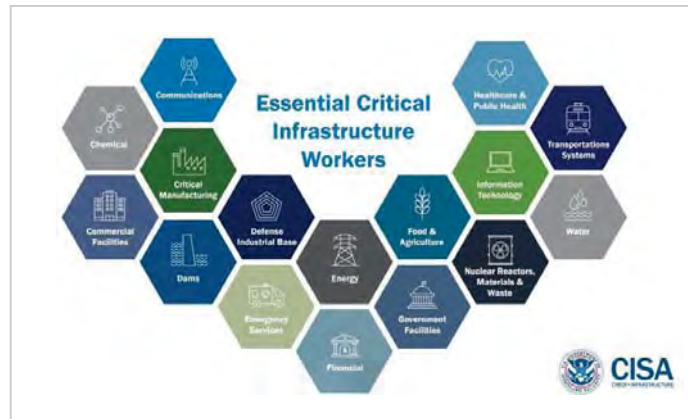 Essential Critical
Infrastructure
Workers
Communications
Healthcare &
Public Health
Chemical
Transportations
Systems
Critical
Manufacturing
Information
Technology
Commercial
Facilities
Defense
Industrial Base
Food &
Agriculture
Water
Dams
Energy
Nuclear Reactors,
Materials &
Waste
Emergency
Services
Government
Facilities
Financial
CISA